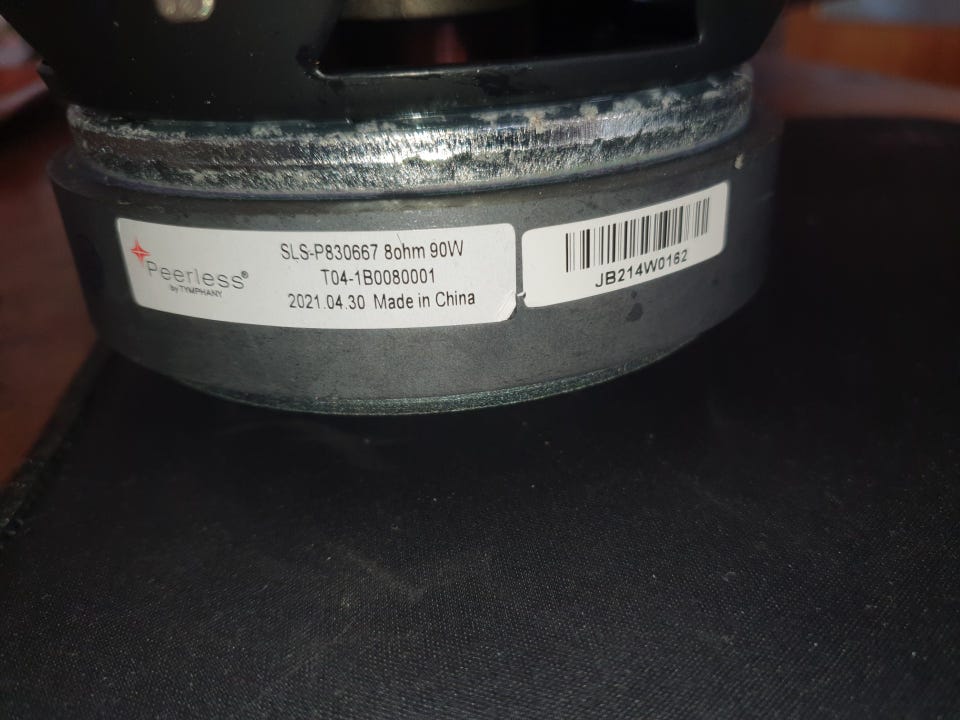 Peerless®
by TYMPHANY
SLS-P830667 8ohm 90W
T04-1B0080001
2021.04.30 Made in China
JB214W0162